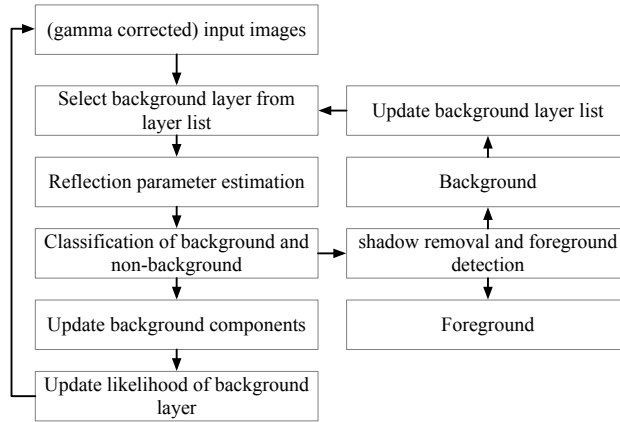 (gamma corrected) input images
Select background layer from
layer list
Update background layer list
Reflection parameter estimation
Background
Classification of background and
non-background
shadow removal and foreground
detection
Update background components
Foreground
Update likelihood of background
layer